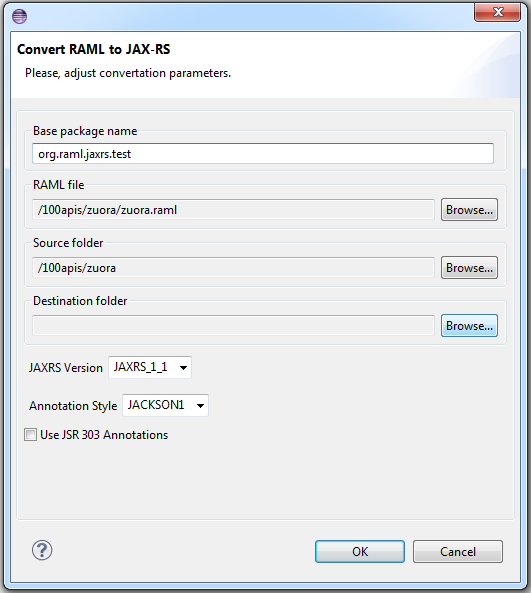 Convert RAML to JAX-RS
Please, adjust convertation parameters.
Base package name
org.raml.jaxrs.test
RAML file
/100apis/zuora/zuora.raml
Browse...
Source folder
/100apis/zuora
Browse...
Destination folder
Browse...
JAXRS Version JAXRS_1_1
Annotation Style JACKSON1
Use JSR 303 Annotations
?
OK
Cancel